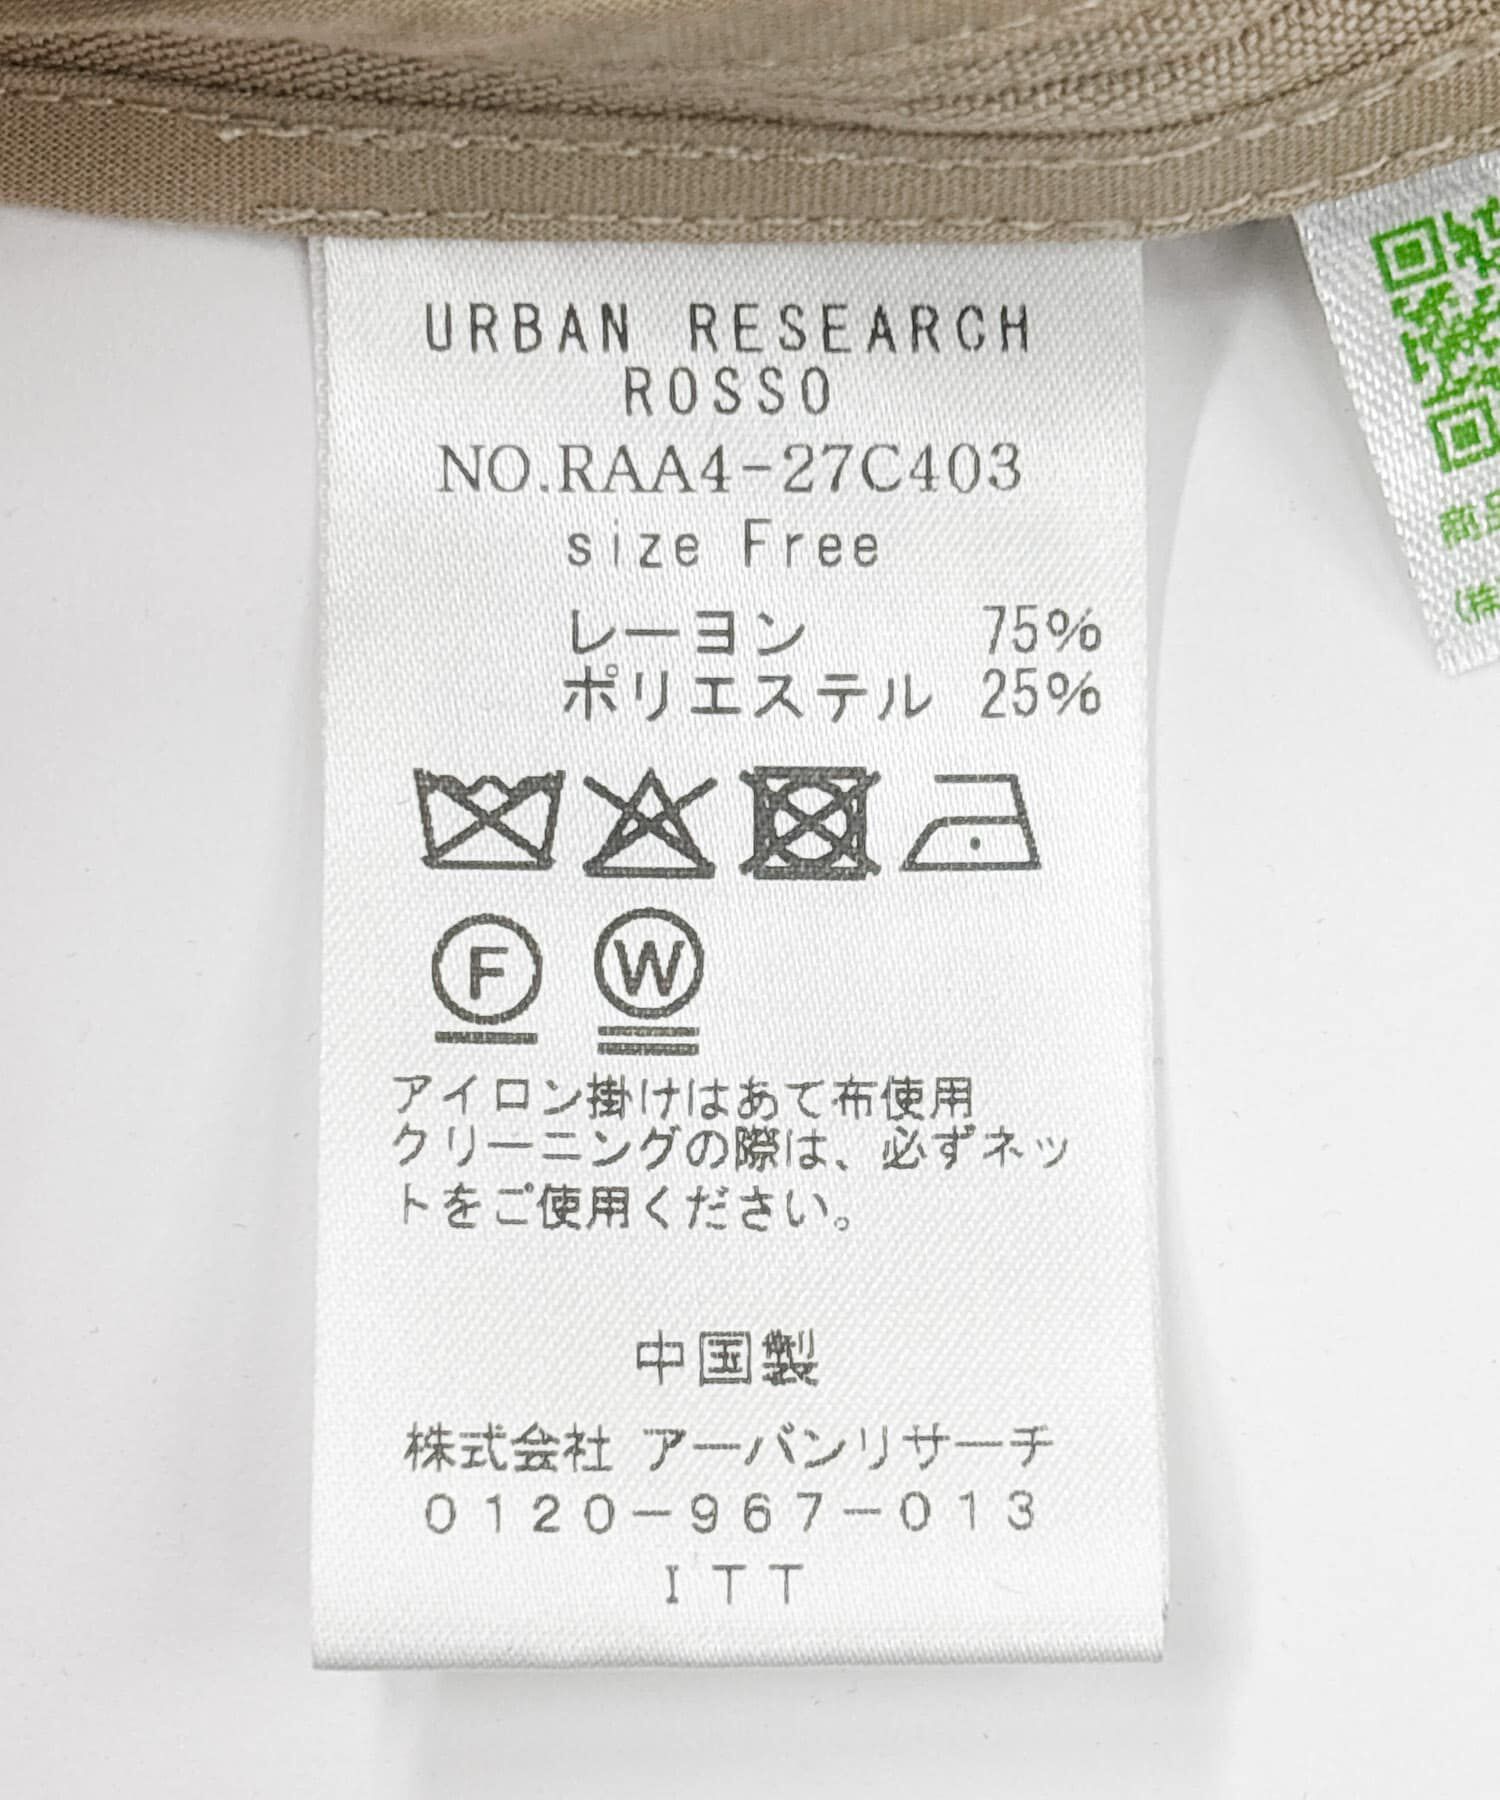 URBAN RESEARCH
ROSSO
NO.RAA4-27C403
size Free
レーヨン 75%
ポリエステル 25%
F W
アイロン掛けはあて布使用
クリーニングの際は、必ずネッ
トをご使用ください。
中国製
株式会社 アーバンリサーチ
0120-967-013
ITT
商品
(株